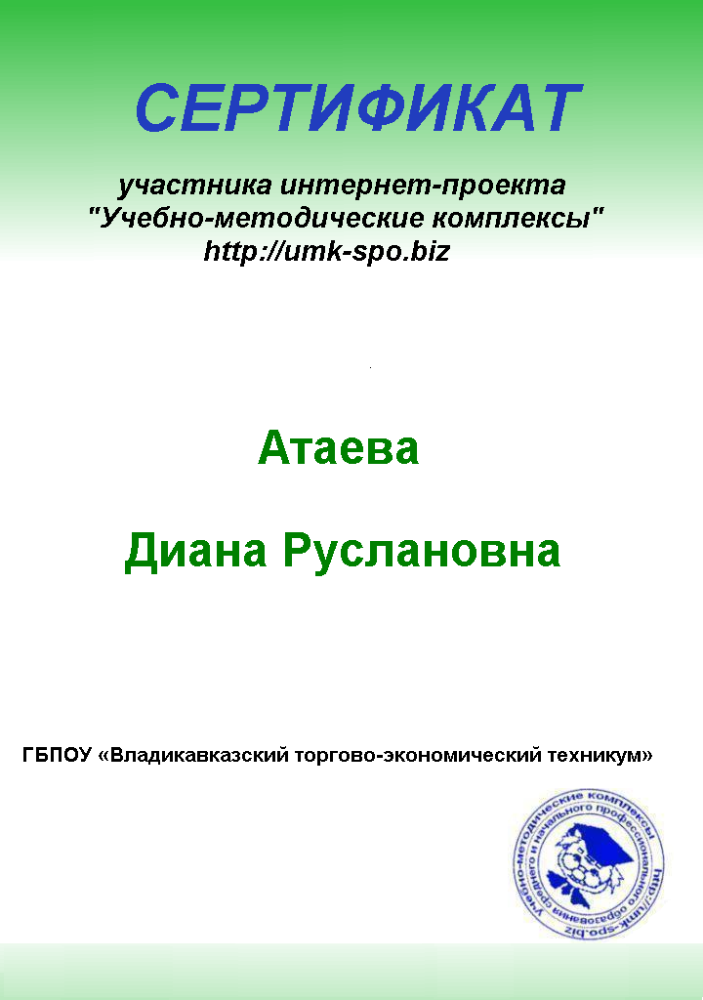 СЕРТИФИКАТ
участника интернет-проекта
"Учебно-методические комплексы"
http://umk-spo.biz
Атаева
Диана Руслановна
ГБПОУ «Владикавказский торгово-экономический техникум»
Учебно-методические комплексы
среднего и начального профессионального образования
http://umk-spo.biz